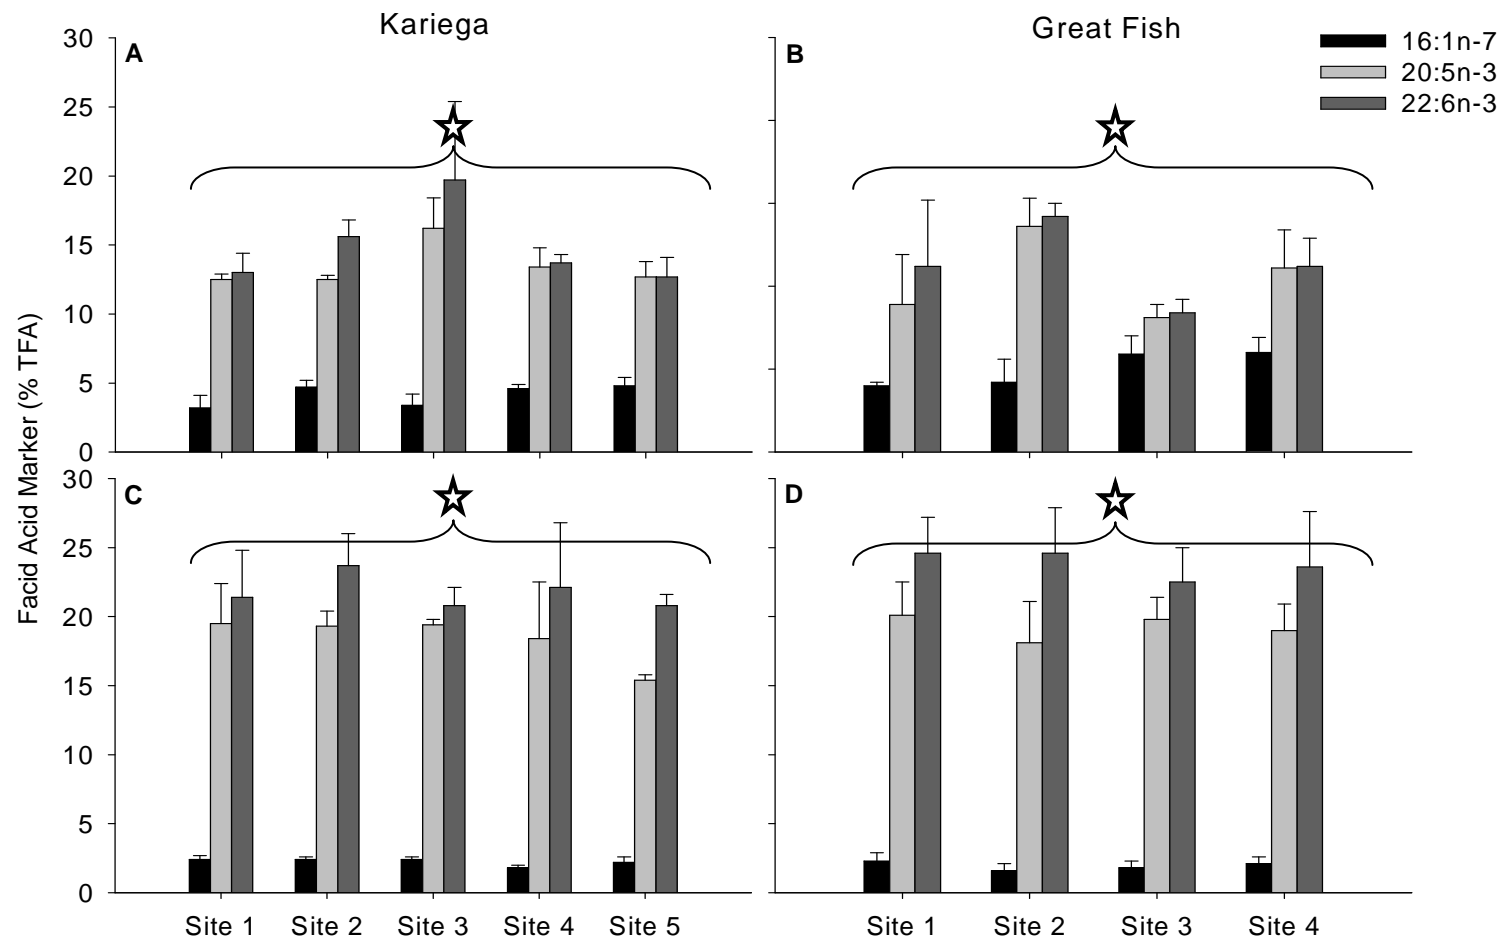 Kariega
Great Fish
16:1n-7
20:5n-3
22:6n-3
A
B
30
25
20
15
10
5
0
Facid Acid Marker (% TFA)
C
D
30
25
20
15
10
5
0
Site 1 Site 2 Site 3 Site 4 Site 5
Site 1 Site 2 Site 3 Site 4